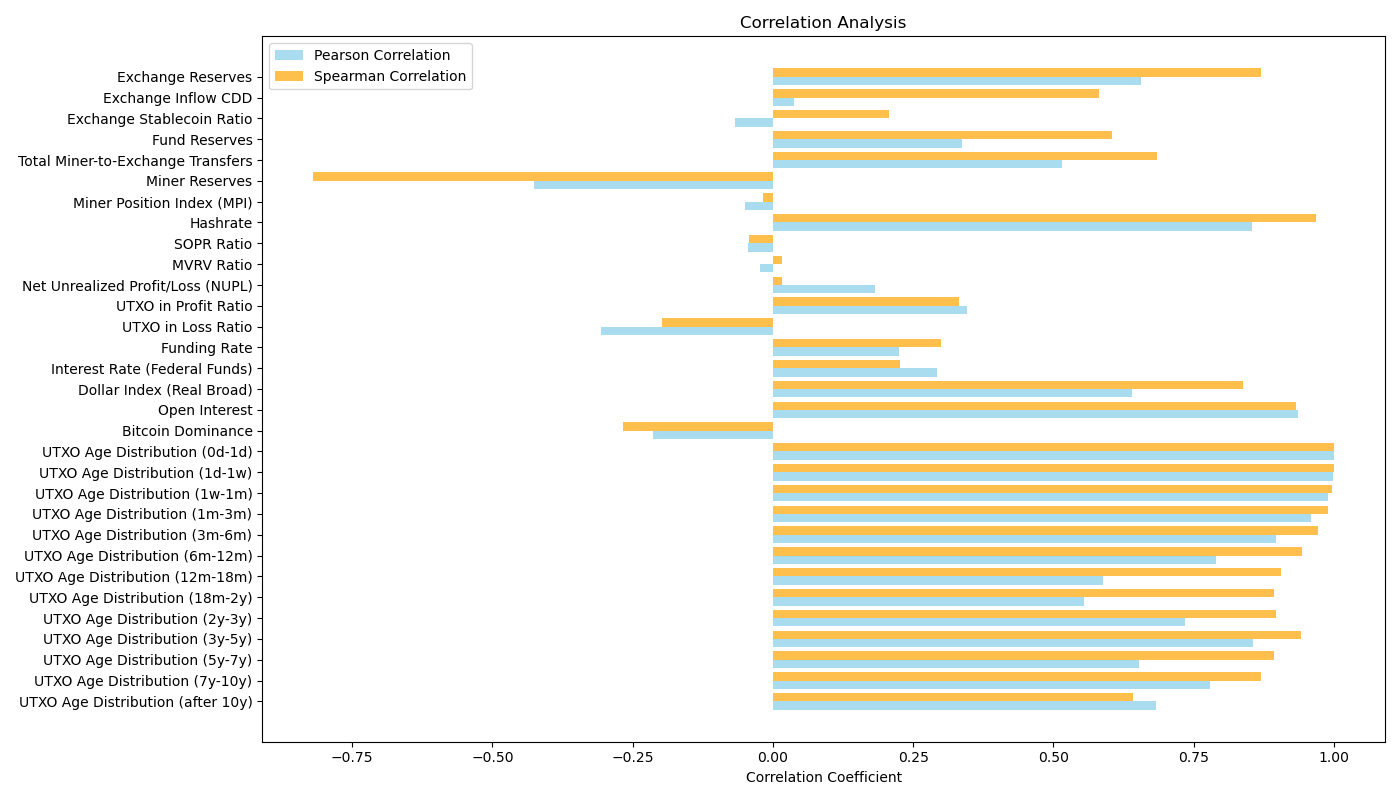 Correlation Analysis
Pearson Correlation
Spearman Correlation
Exchange Reserves
Exchange Inflow CDD
Exchange Stablecoin Ratio
Fund Reserves
Total Miner-to-Exchange Transfers
Miner Reserves
Miner Position Index (MPI)
Hashrate
SOPR Ratio
MVRV Ratio
Net Unrealized Profit/Loss (NUPL)
UTXO in Profit Ratio
UTXO in Loss Ratio
Funding Rate
Interest Rate (Federal Funds)
Dollar Index (Real Broad)
Open Interest
Bitcoin Dominance
UTXO Age Distribution (0d-1d)
UTXO Age Distribution (1d-1w)
UTXO Age Distribution (1w-1m)
UTXO Age Distribution (1m-3m)
UTXO Age Distribution (3m-6m)
UTXO Age Distribution (6m-12m)
UTXO Age Distribution (12m-18m)
UTXO Age Distribution (18m-2y)
UTXO Age Distribution (2y-3y)
UTXO Age Distribution (3y-5y)
UTXO Age Distribution (5y-7y)
UTXO Age Distribution (7y-10y)
UTXO Age Distribution (after 10y)
−0.75 −0.50 −0.25 0.00 0.25 0.50 0.75 1.00
Correlation Coefficient